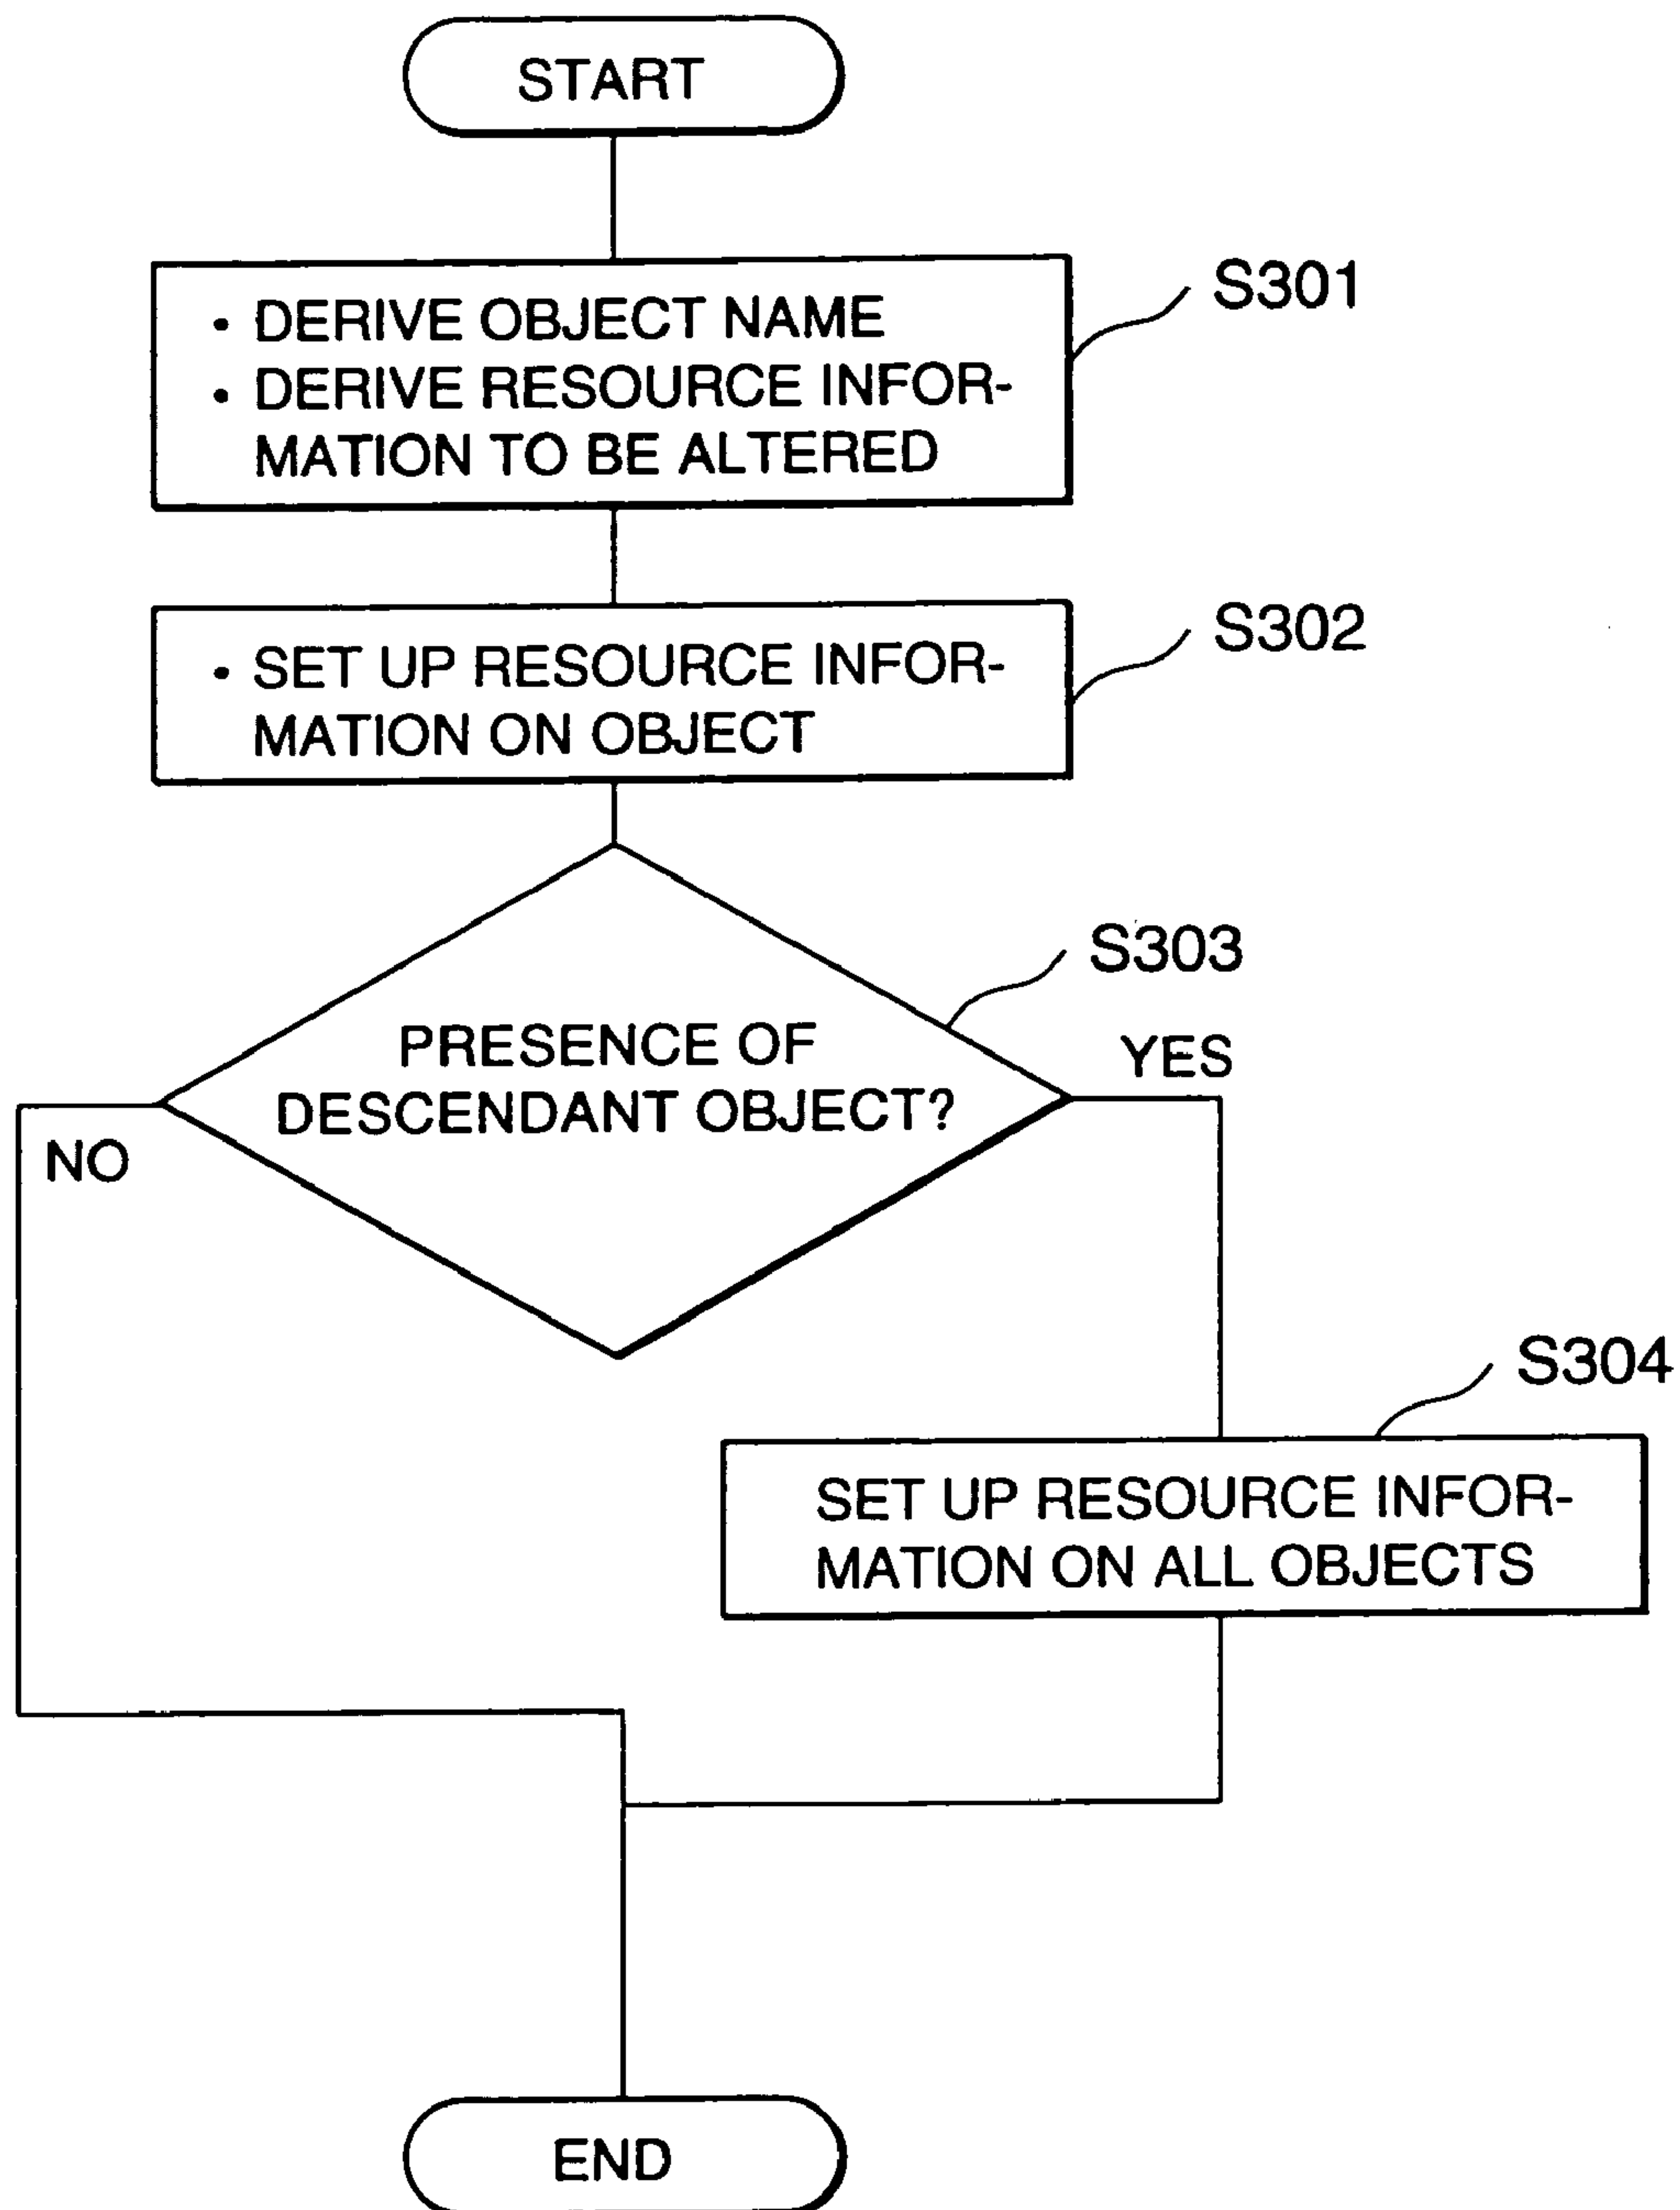 START
• DERIVE OBJECT NAME
• DERIVE RESOURCE INFOR-
MATION TO BE ALTERED
S301
• SET UP RESOURCE INFOR-
MATION ON OBJECT
S302
PRESENCE OF
DESCENDANT OBJECT?
S303
YES
NO
S304
SET UP RESOURCE INFOR-
MATION ON ALL OBJECTS
END